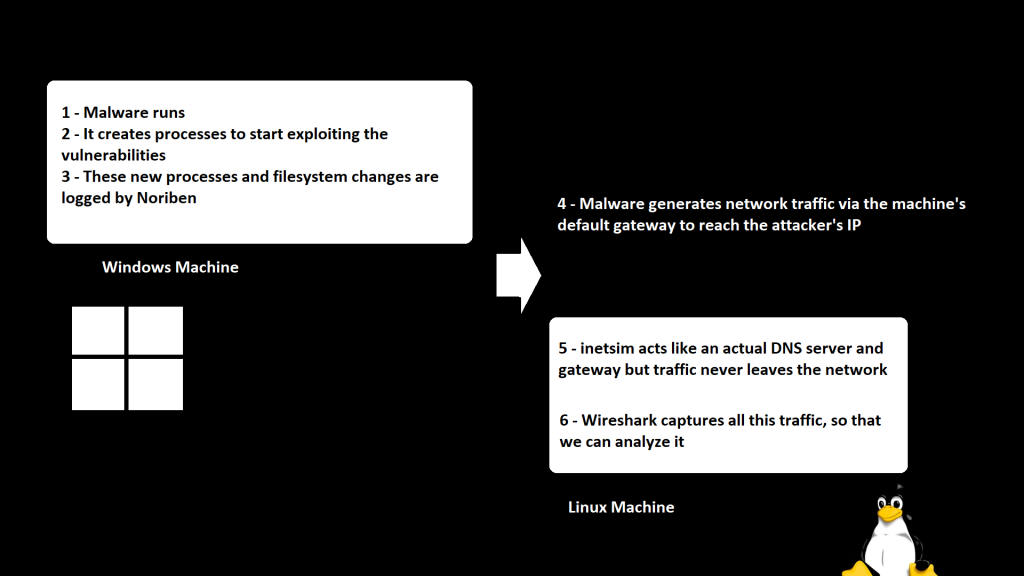 1 - Malware runs
2 - It creates processes to start exploiting the
vulnerabilities
3 - These new processes and filesystem changes are
logged by Noriben
Windows Machine
4 - Malware generates network traffic via the machine's
default gateway to reach the attacker's IP
5 - inetsim acts like an actual DNS server and
gateway but traffic never leaves the network
6 - Wireshark captures all this traffic, so that
we can analyze it
Linux Machine